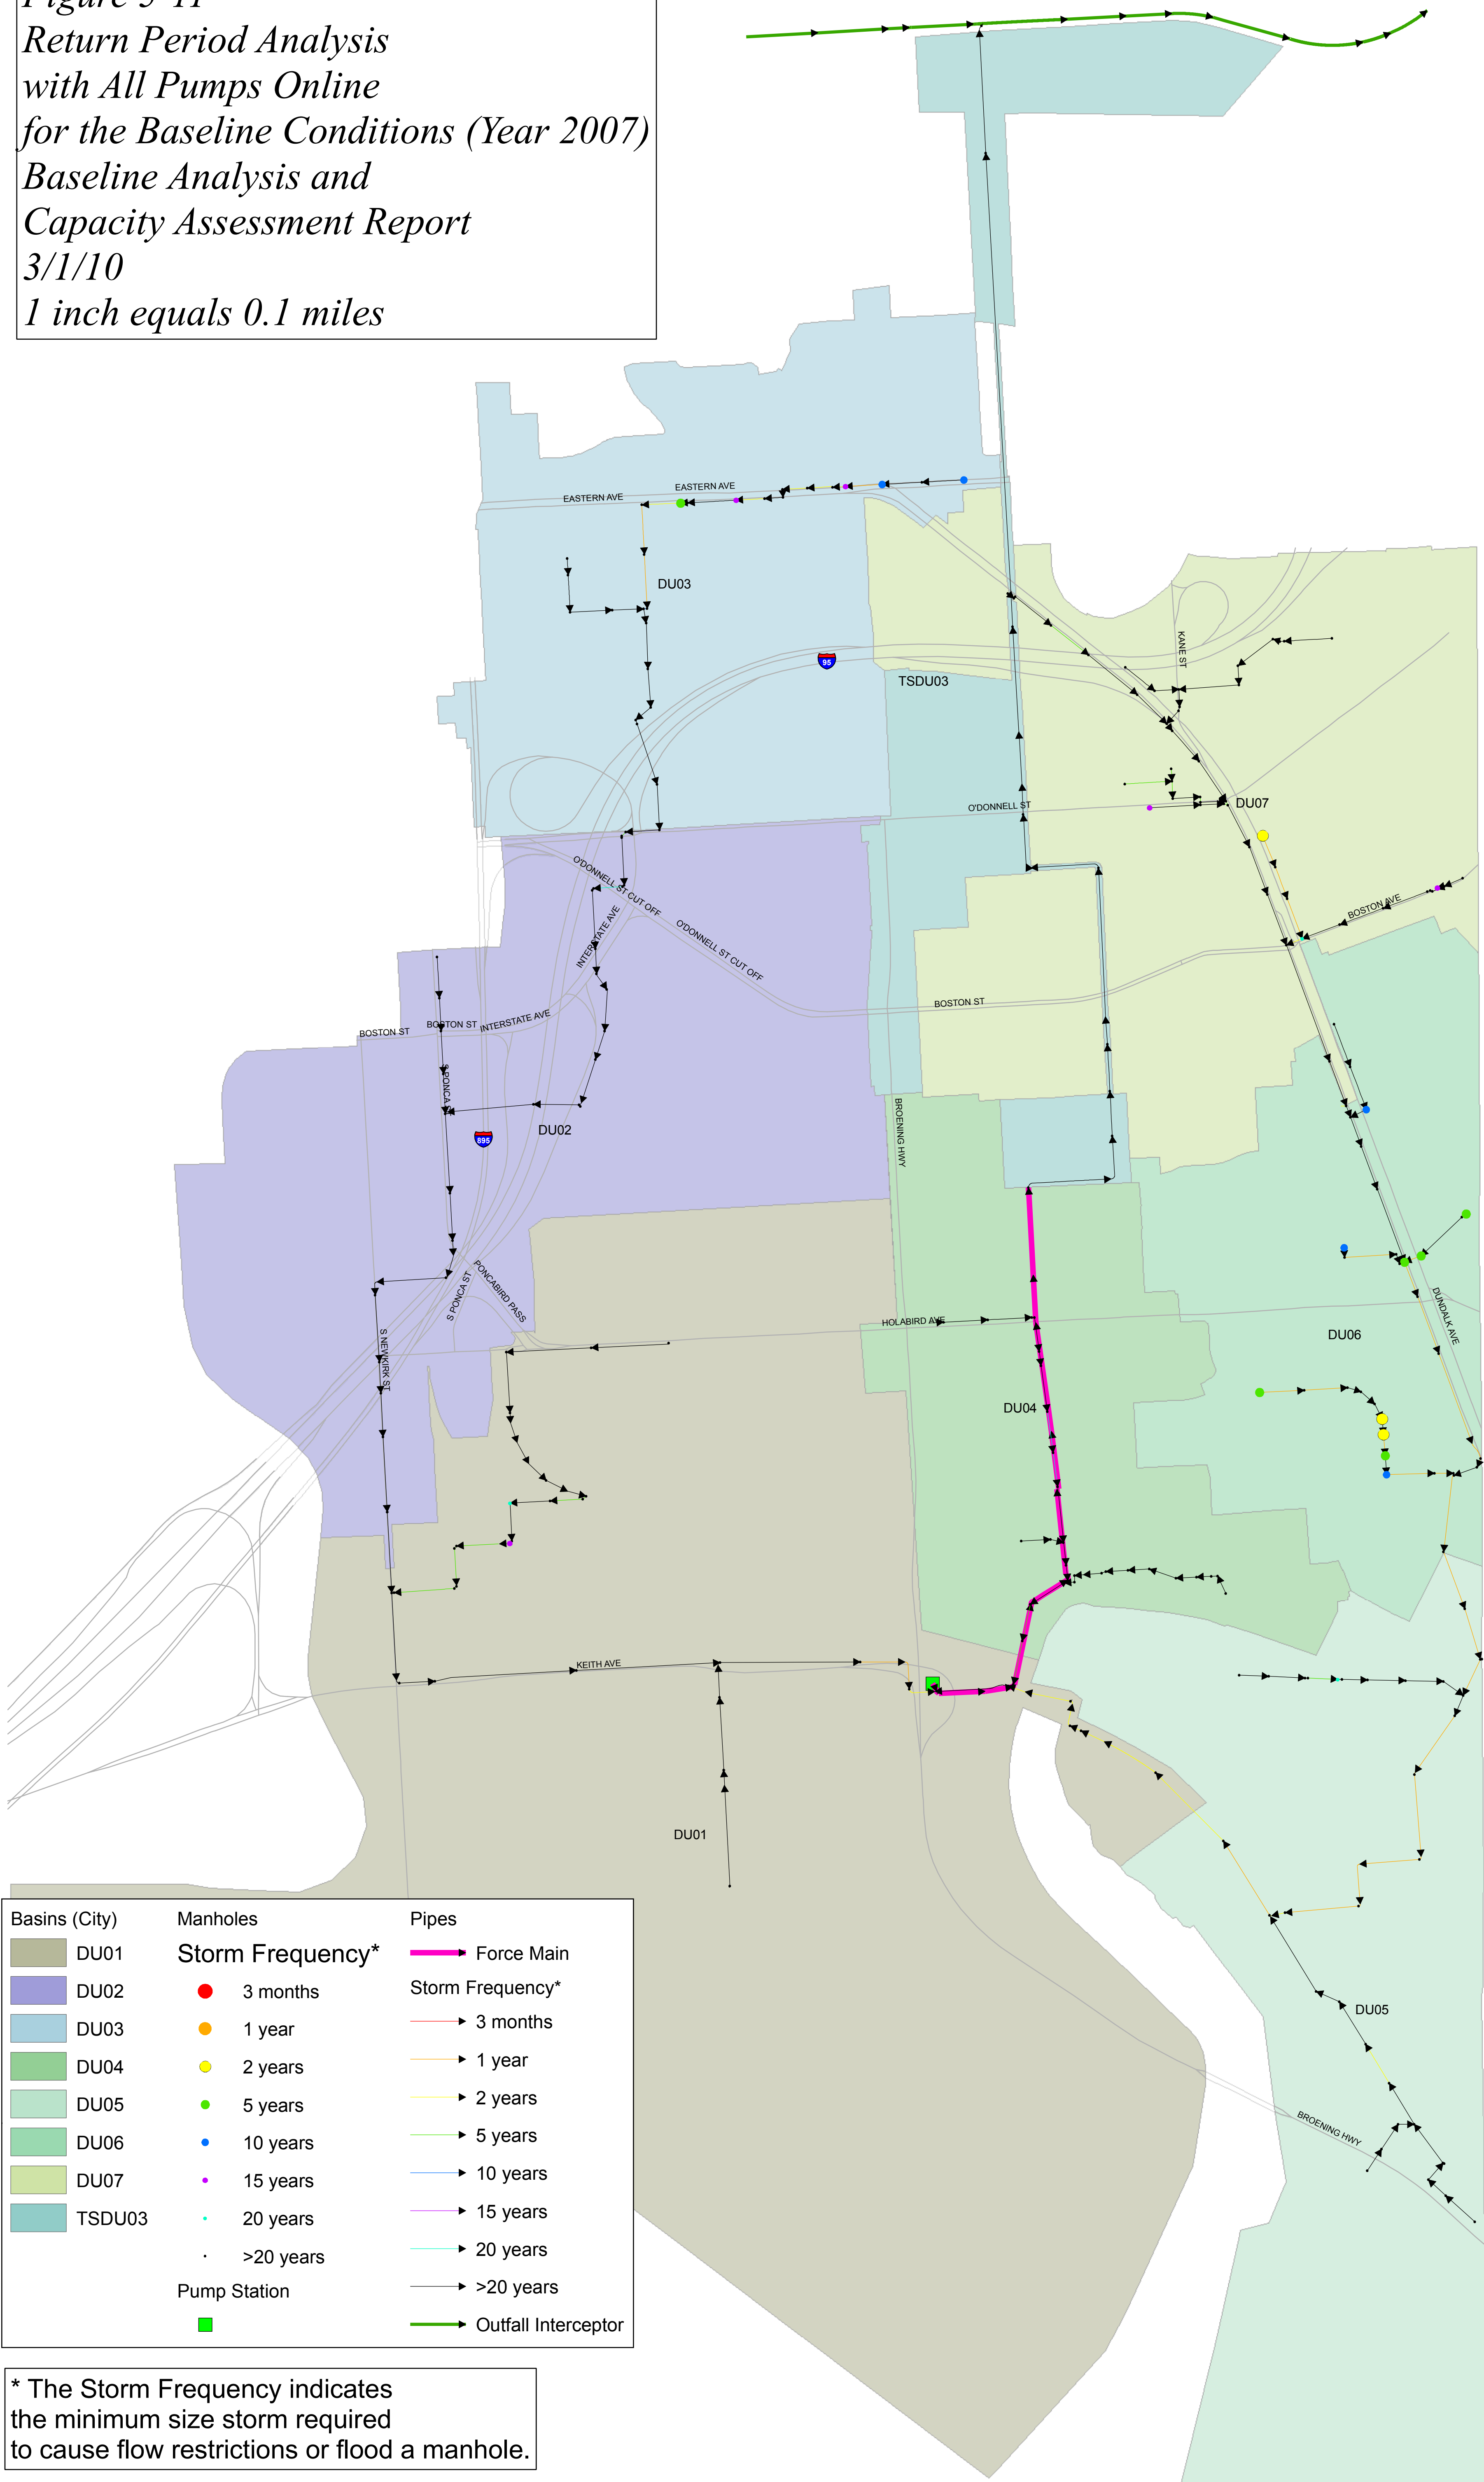 Return Period Analysis
with All Pumps Online
for the Baseline Conditions (Year 2007)
Baseline Analysis and
Capacity Assessment Report
3/1/10
1 inch equals 0.1 miles
EASTERN AVE
EASTERN AVE
DU03
95
TSDU03
KANE ST
O'DONNELL ST
DU07
O'DONNELL ST CUT OFF
O'DONNELL ST CUT OFF
INTERSTATE AVE
BOSTON AVE
BOSTON ST
BOSTON ST
BOSTON ST
INTERSTATE AVE
S PONCA ST
895
DU02
BROENING HWY
PONCABIRD PASS
S PONCA ST
S NEWKIRK ST
HOLABIRD AVE
DUNDALK AVE
DU06
DU04
KEITH AVE
DU01
DU05
BROENING HWY
Basins (City)
DU01
DU02
DU03
DU04
DU05
DU06
DU07
TSDU03
Manholes
Storm Frequency*
3 months
1 year
2 years
5 years
10 years
15 years
20 years
>20 years
Pump Station
Pipes
Force Main
Storm Frequency*
3 months
1 year
2 years
5 years
10 years
15 years
20 years
>20 years
Outfall Interceptor
* The Storm Frequency indicates
the minimum size storm required
to cause flow restrictions or flood a manhole.